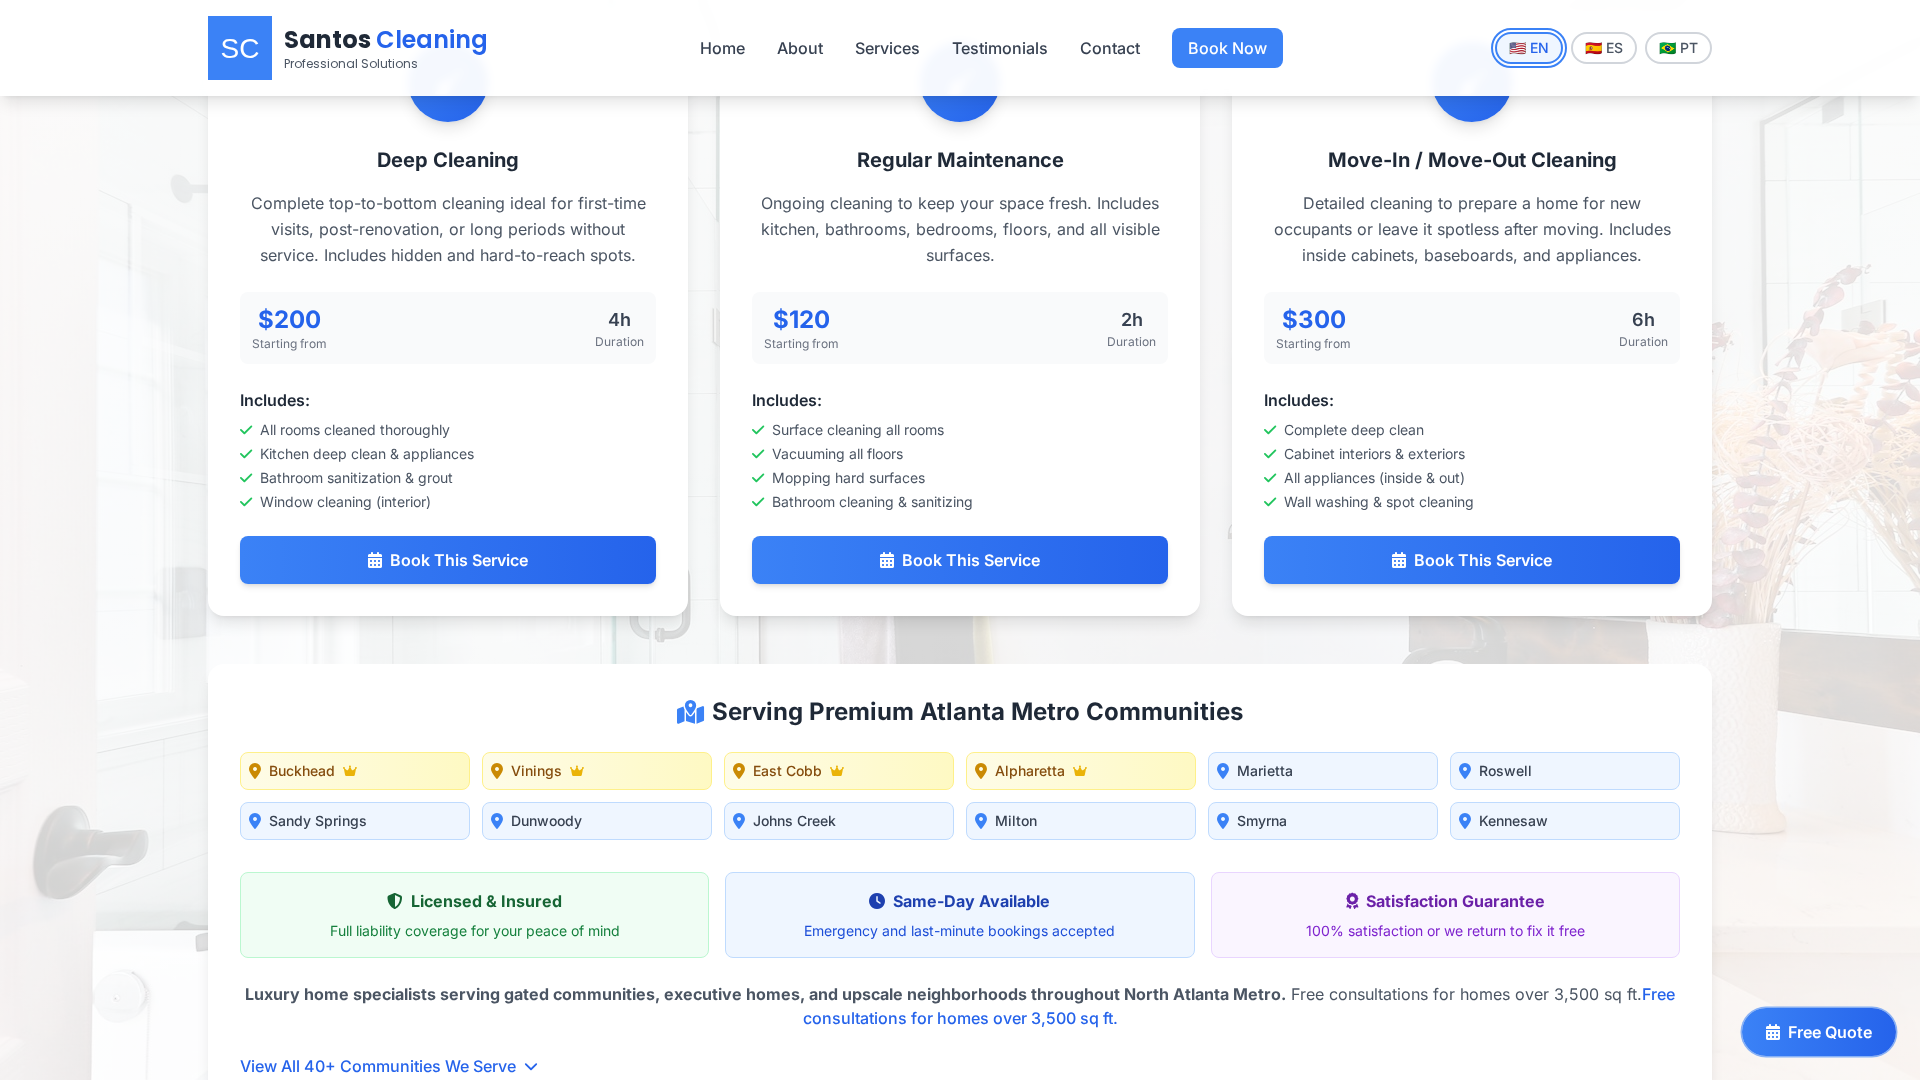 SC
Santos Cleaning
Professional Solutions
Home
About
Services
Testimonials
Contact
Book Now
🇺🇸 EN
🇪🇸 ES
🇧🇷 PT
Deep Cleaning
Complete top-to-bottom cleaning ideal for first-time
visits, post-renovation, or long periods without
service. Includes hidden and hard-to-reach spots.
$200
Starting from
4h
Duration
Includes:
All rooms cleaned thoroughly
Kitchen deep clean & appliances
Bathroom sanitization & grout
Window cleaning (interior)
Book This Service
Regular Maintenance
Ongoing cleaning to keep your space fresh. Includes
kitchen, bathrooms, bedrooms, floors, and all visible
surfaces.
$120
Starting from
2h
Duration
Includes:
Surface cleaning all rooms
Vacuuming all floors
Mopping hard surfaces
Bathroom cleaning & sanitizing
Book This Service
Move-In / Move-Out Cleaning
Detailed cleaning to prepare a home for new
occupants or leave it spotless after moving. Includes
inside cabinets, baseboards, and appliances.
$300
Starting from
6h
Duration
Includes:
Complete deep clean
Cabinet interiors & exteriors
All appliances (inside & out)
Wall washing & spot cleaning
Book This Service
Serving Premium Atlanta Metro Communities
Buckhead
Vinings
East Cobb
Alpharetta
Marietta
Roswell
Sandy Springs
Dunwoody
Johns Creek
Milton
Smyrna
Kennesaw
Licensed & Insured
Full liability coverage for your peace of mind
Same-Day Available
Emergency and last-minute bookings accepted
Satisfaction Guarantee
100% satisfaction or we return to fix it free
Luxury home specialists serving gated communities, executive homes, and upscale neighborhoods throughout North Atlanta Metro. Free consultations for homes over 3,500 sq ft.Free
consultations for homes over 3,500 sq ft.
View All 40+ Communities We Serve
Free Quote